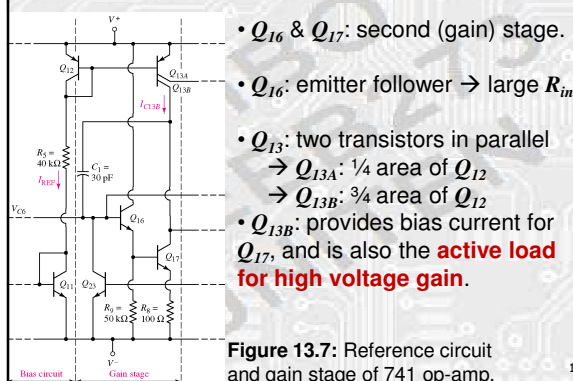 V+
Q12
Q13A
Q13B
IC13B
R5 =
40 kΩ
C1 =
30 pF
IREF
VC6
Q16
Q17
Q11
Q23
R9 =
50 kΩ
R8 =
100 Ω
V−
Bias circuit
Gain stage
• Q16 & Q17: second (gain) stage.
• Q16: emitter follower → large Rin
• Q13: two transistors in parallel
→ Q13A: ¼ area of Q12
→ Q13B: ¾ area of Q12
• Q13B: provides bias current for
Q17, and is also the active load
for high voltage gain.
Figure 13.7: Reference circuit
and gain stage of 741 op-amp.
1